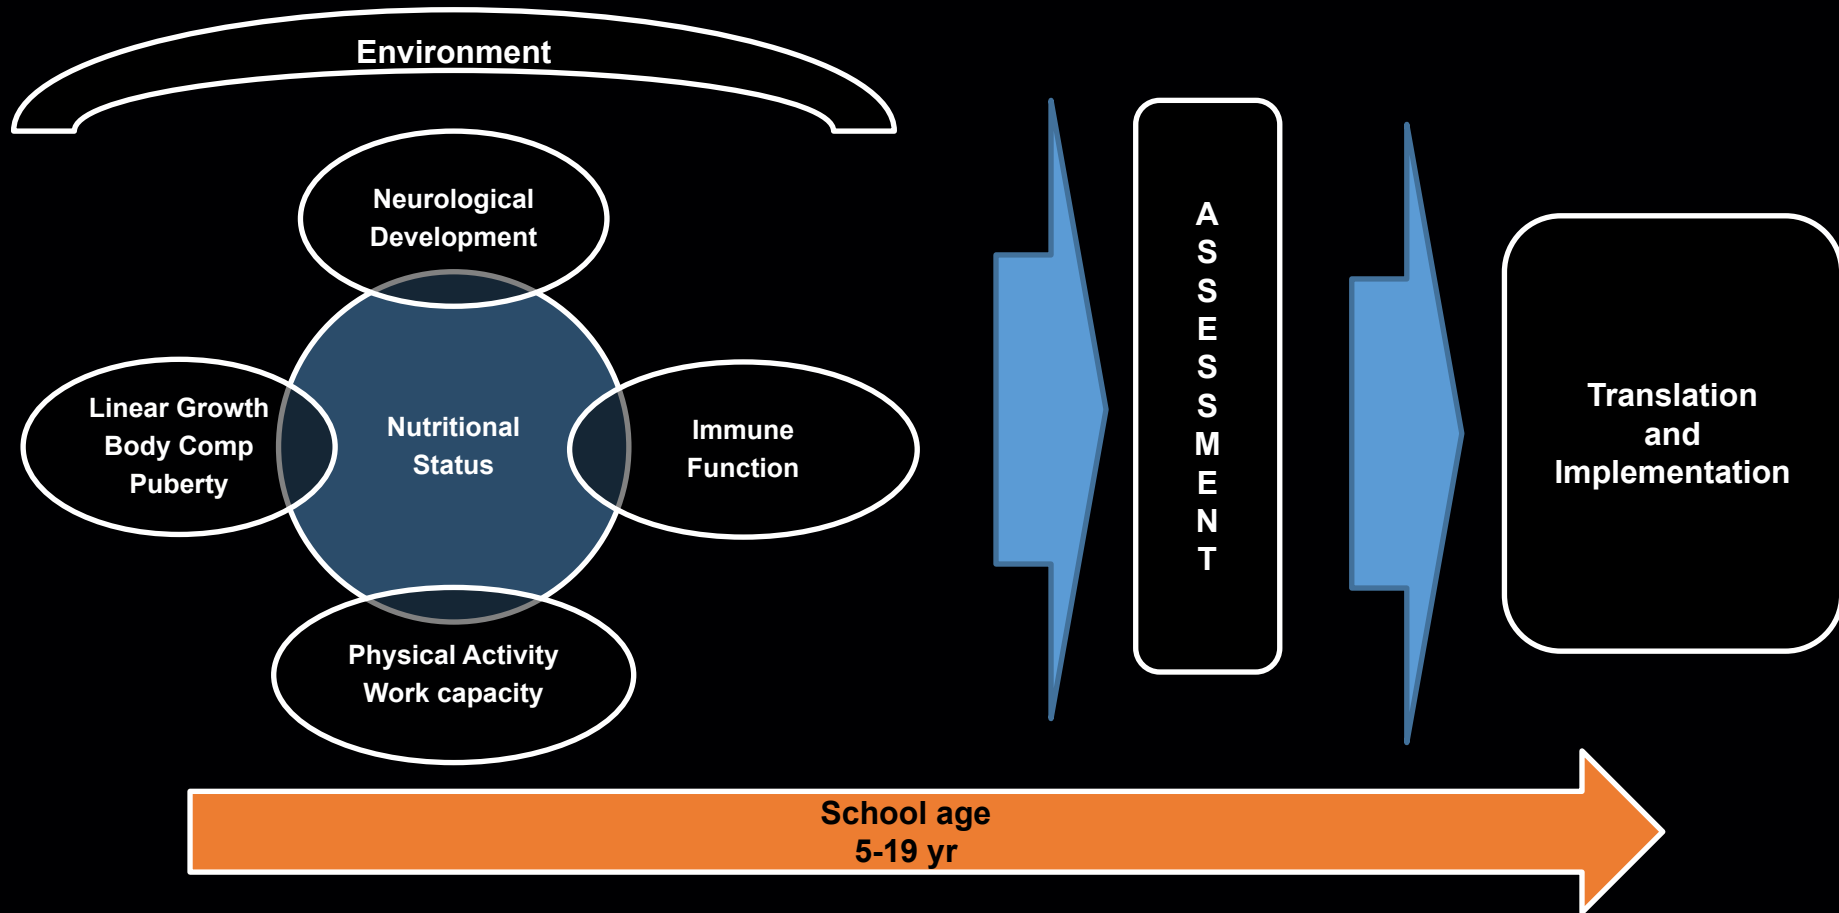 Environment
Neurological
Development
Linear Growth
Body Comp
Puberty
Nutritional
Status
Immune
Function
Physical Activity
Work capacity
A
S
S
E
S
S
M
E
N
T
Translation
and
Implementation
School age
5-19 yr